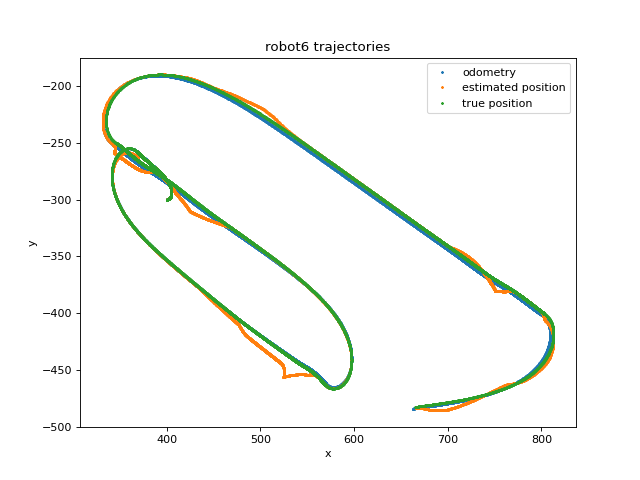 robot6 trajectories
odometry
estimated position
true position
−200
−250
−300
−350
−400
−450
−500
y
400
500
600
700
800
x